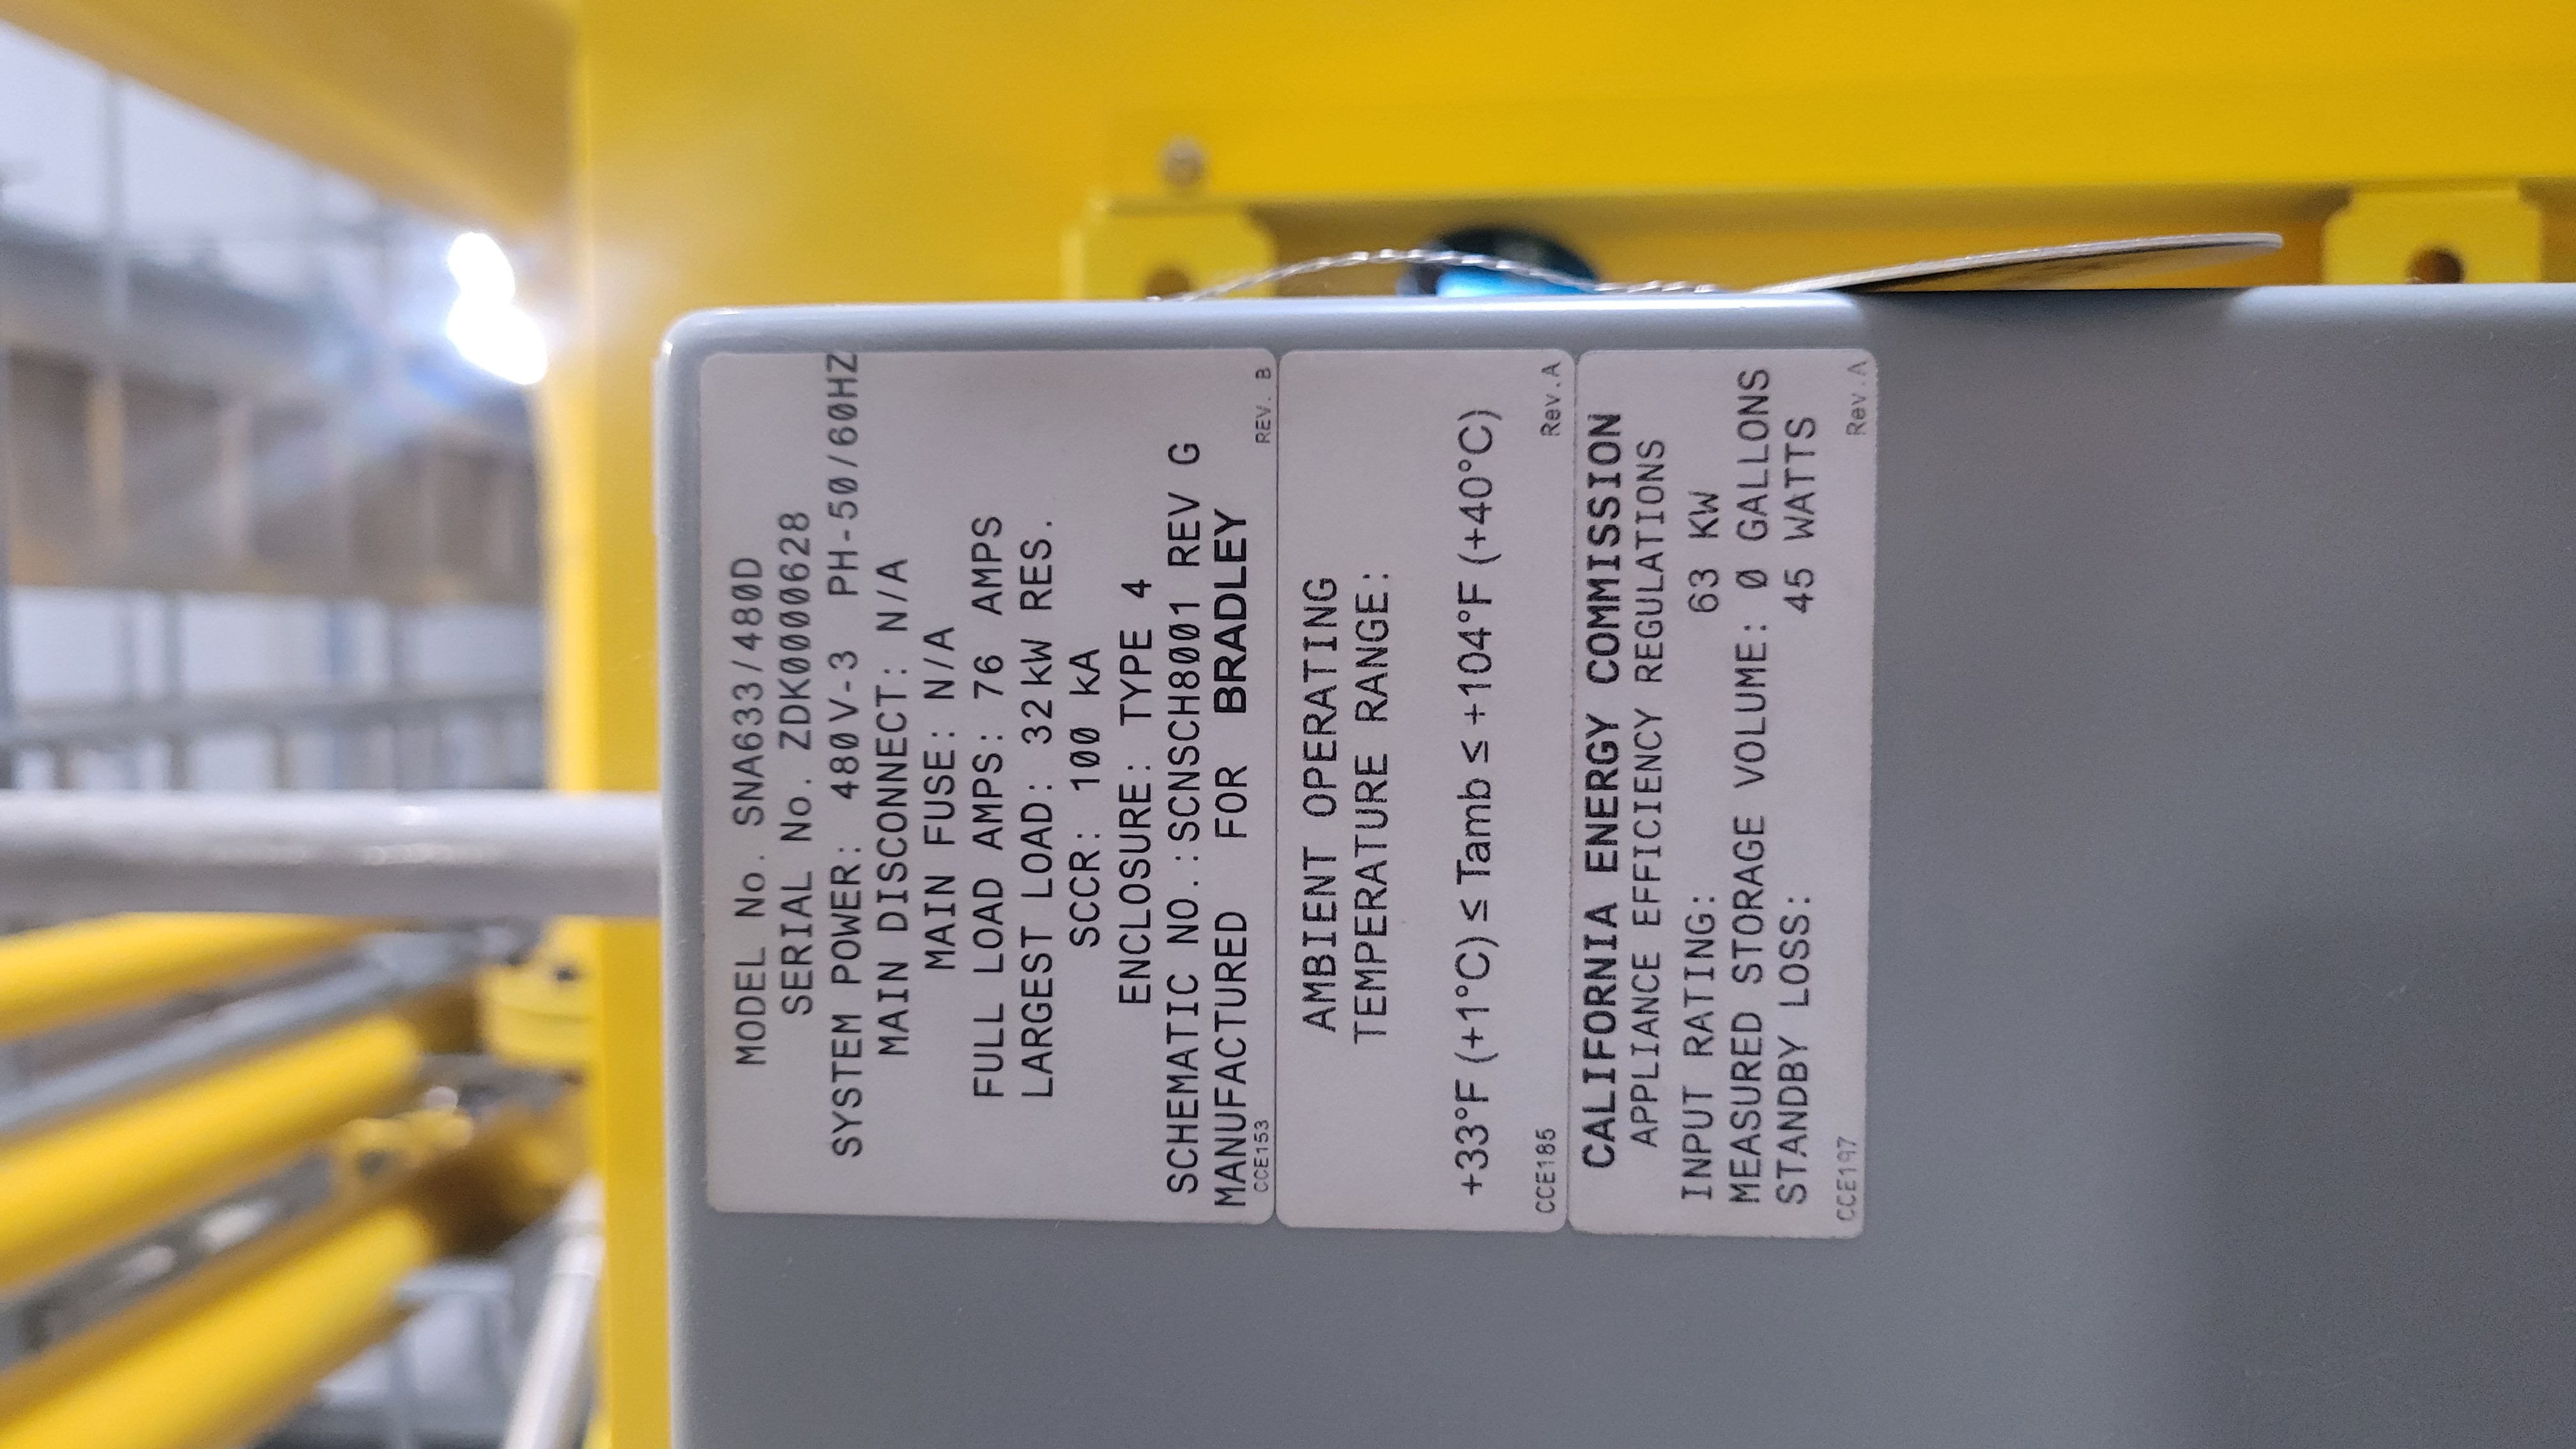 MODEL No. SNA633/480D
SERIAL No. ZDK0000628
SYSTEM POWER: 480V-3 PH-50/60HZ
MAIN DISCONNECT: N/A
MAIN FUSE: N/A
FULL LOAD AMPS: 76 AMPS
LARGEST LOAD: 32kW RES.
SCCR: 100 kA
ENCLOSURE: TYPE 4
SCHEMATIC NO.:SCNSCH8001 REV G
MANUFACTURED FOR BRADLEY
CCE153 REV. B
AMBIENT OPERATING
TEMPERATURE RANGE:
+33°F (+1°C) ≤ Tamb ≤ +104°F (+40°C)
CCE185 Rev.A
CALIFORNIA ENERGY COMMISSION
APPLIANCE EFFICIENCY REGULATIONS
INPUT RATING: 63 KW
MEASURED STORAGE VOLUME: 0 GALLONS
STANDBY LOSS: 45 WATTS
CCE197 Rev.A